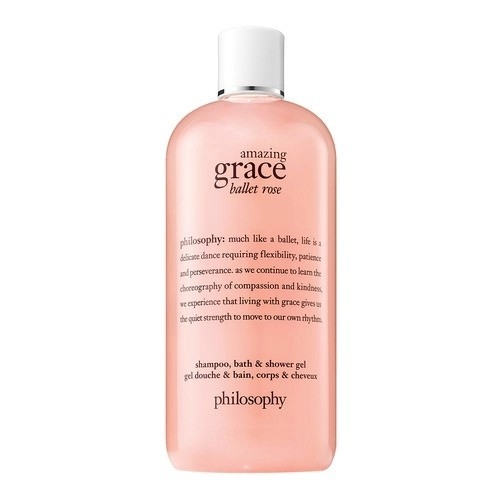 amazing
grace
ballet rose
philosophy: much like a ballet, life is a
delicate dance requiring flexibility, patience
and perseverance. as we continue to learn the
choreography of compassion and kindness,
we experience that living with grace gives us
the quiet strength to move to our own rhythm.
shampoo, bath & shower gel
gel douche & bain, corps & cheveux
philosophy